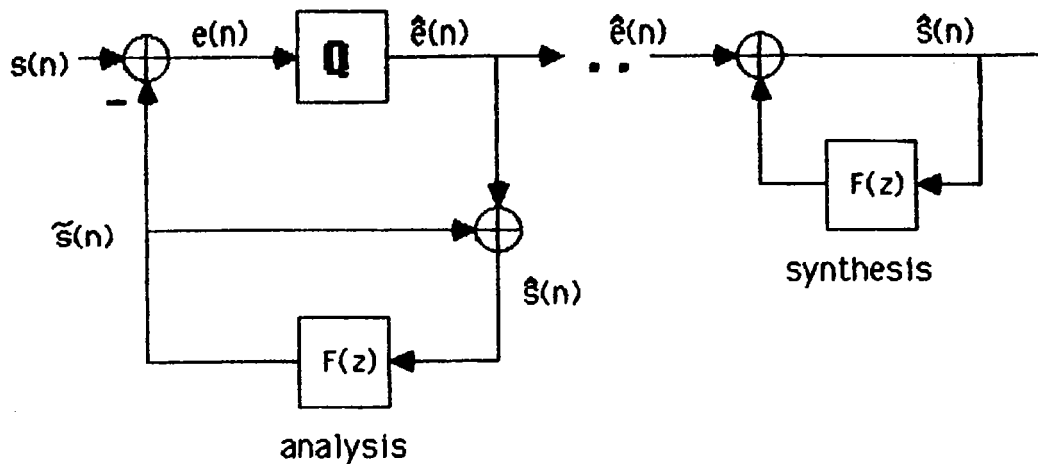 s(n)
e(n)
Q
ê(n)
ê(n)
ŝ(n)
−
F(z)
s̃(n)
ŝ(n)
F(z)
synthesis
analysis